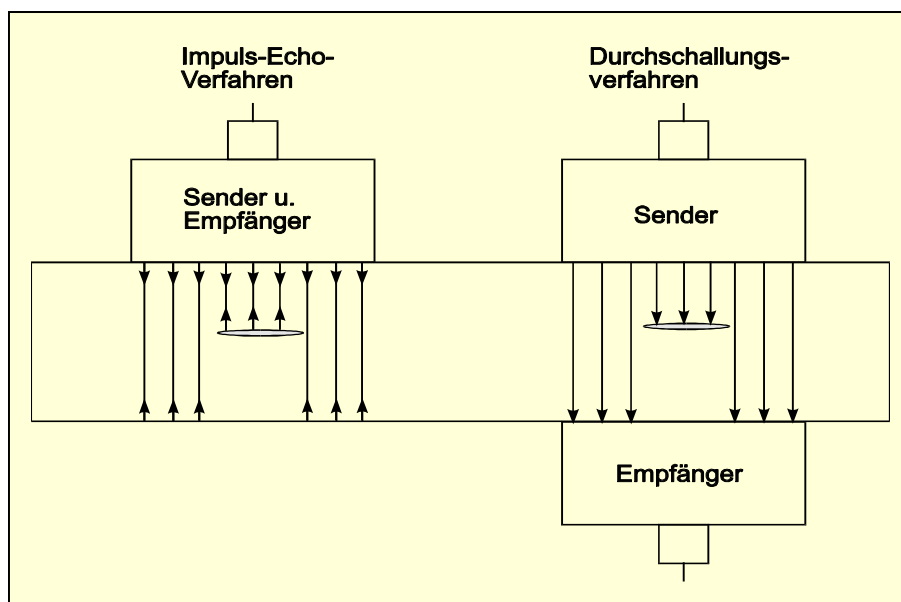 Impuls-Echo-
Verfahren
Durchschallungs-
verfahren
Sender u.
Empfänger
Sender
Empfänger